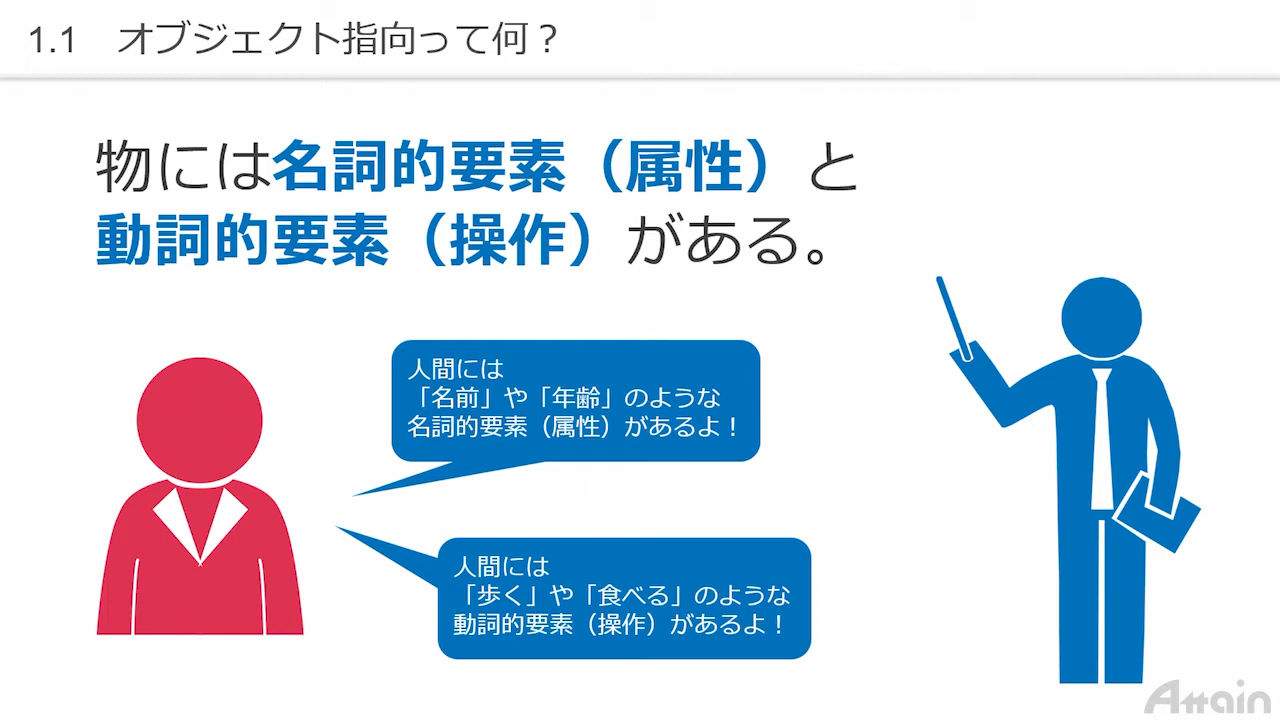 1.1　オブジェクト指向って何？
物には名詞的要素（属性）と
動詞的要素（操作）がある。
人間には
「名前」や「年齢」のような
名詞的要素（属性）があるよ！
人間には
「歩く」や「食べる」のような
動詞的要素（操作）があるよ！
Attain